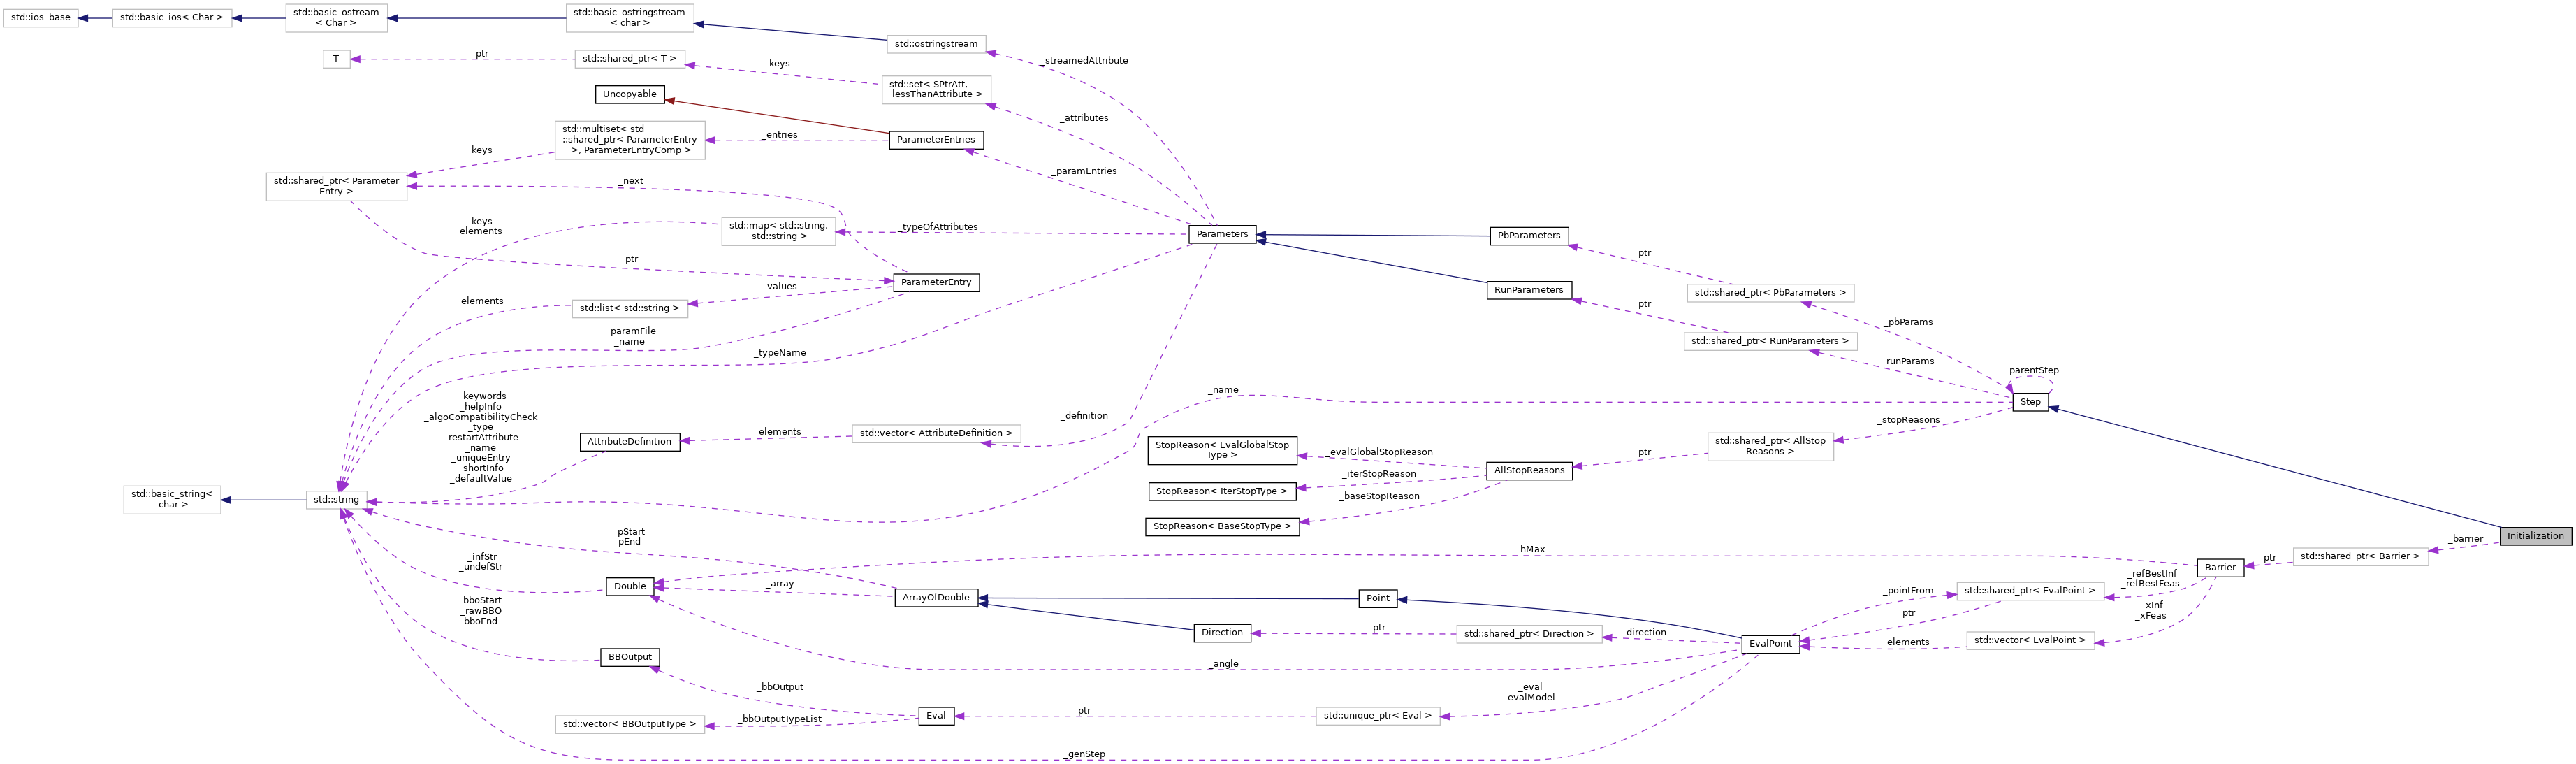 std::ios_base
std::basic_ios< Char >
std::basic_ostream
< Char >
std::basic_ostringstream
< char >
std::ostringstream
_streamedAttribute
T
ptr
std::shared_ptr< T >
keys
std::set< SPtrAtt,
lessThanAttribute >
_attributes
Uncopyable
std::multiset< std
::shared_ptr< ParameterEntry
>, ParameterEntryComp >
_entries
ParameterEntries
_paramEntries
keys
std::shared_ptr< Parameter
Entry >
_next
keys
elements
std::map< std::string,
std::string >
_typeOfAttributes
Parameters
PbParameters
ptr
ptr
ParameterEntry
_values
RunParameters
ptr
std::shared_ptr< PbParameters >
elements
std::list< std::string >
_pbParams
_paramFile
_name
std::shared_ptr< RunParameters >
_typeName
_runParams
_parentStep
_name
Step
_keywords
_helpInfo
_algoCompatibilityCheck
_type
_restartAttribute
_name
_uniqueEntry
_shortInfo
_defaultValue
_definition
_stopReasons
AttributeDefinition
elements
std::vector< AttributeDefinition >
StopReason< EvalGlobalStop
Type >
_evalGlobalStopReason
ptr
std::shared_ptr< AllStop
Reasons >
AllStopReasons
_iterStopReason
StopReason< IterStopType >
_baseStopReason
StopReason< BaseStopType >
std::basic_string<
char >
std::string
pStart
pEnd
Initialization
_barrier
_hMax
std::shared_ptr< Barrier >
ptr
Barrier
_infStr
_undefStr
Double
_array
ArrayOfDouble
Point
_refBestInf
_refBestFeas
std::shared_ptr< EvalPoint >
_pointFrom
ptr
bboStart
_rawBBO
bboEnd
_xInf
_xFeas
Direction
ptr
std::shared_ptr< Direction >
_direction
EvalPoint
elements
std::vector< EvalPoint >
BBOutput
_angle
_bbOutput
_eval
_evalModel
std::vector< BBOutputType >
_bbOutputTypeList
Eval
ptr
std::unique_ptr< Eval >
_genStep